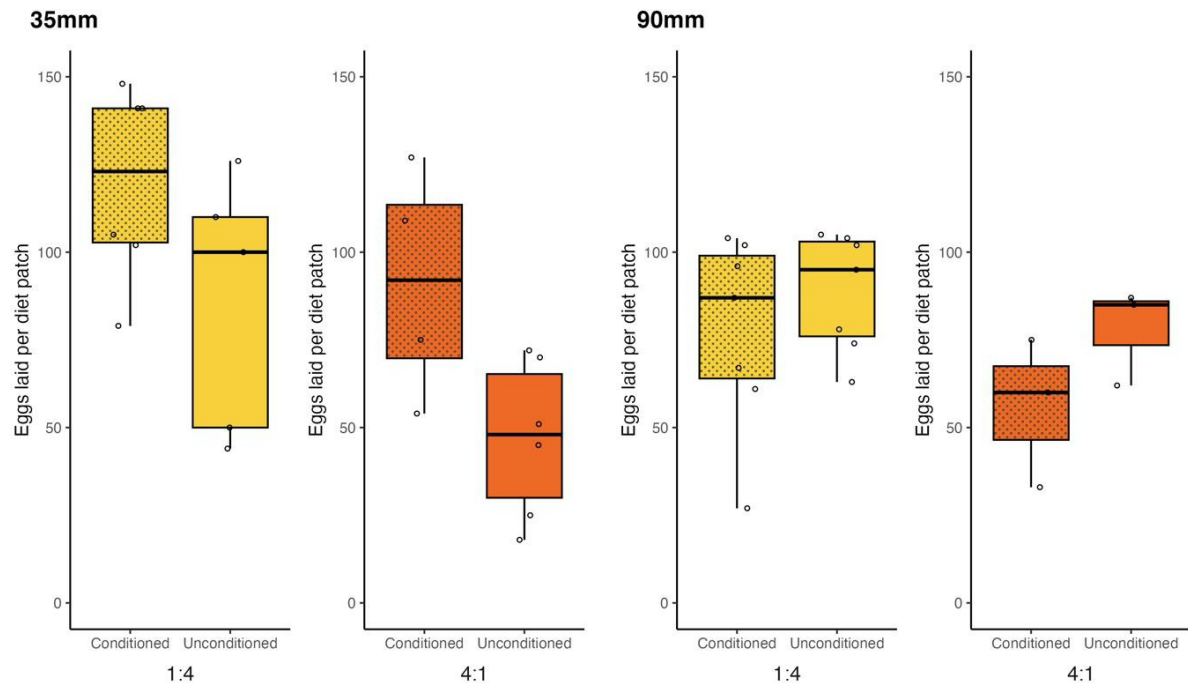 35mm
90mm
Eggs laid per diet patch
150
100
50
0
Conditioned Unconditioned
1:4
Eggs laid per diet patch
150
100
50
0
Conditioned Unconditioned
4:1
Eggs laid per diet patch
150
100
50
0
Conditioned Unconditioned
1:4
Eggs laid per diet patch
150
100
50
0
Conditioned Unconditioned
4:1